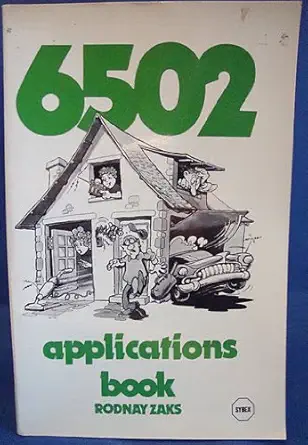 6502
applications
book
RODNAY ZAKS
SYBEX